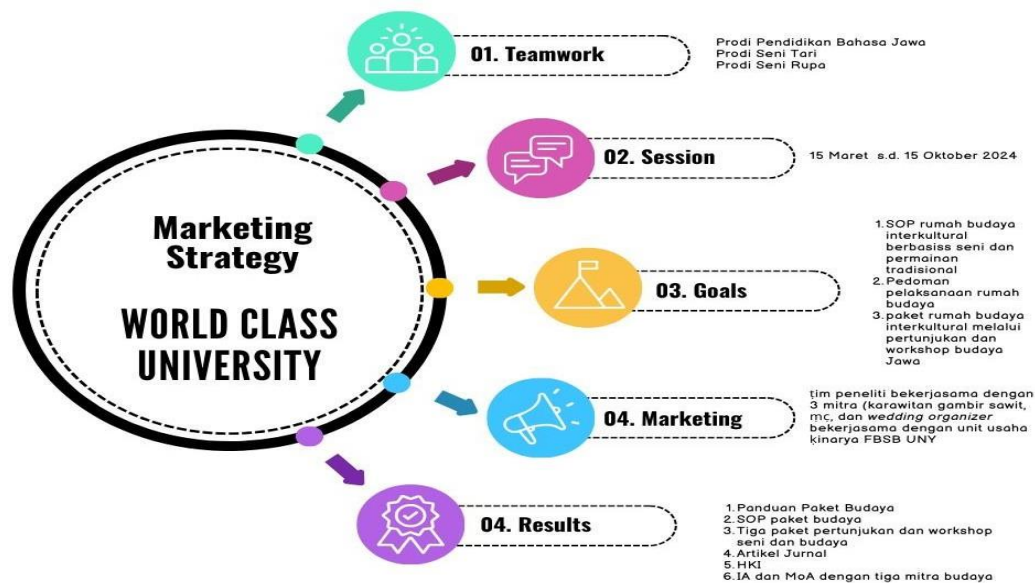 Marketing
Strategy
WORLD CLASS
UNIVERSITY
01. Teamwork
Prodi Pendidikan Bahasa Jawa
Prodi Seni Tari
Prodi Seni Rupa
02. Session
15 Maret s.d. 15 Oktober 2024
03. Goals
1. SOP rumah budaya
interkultural
berbasiss seni dan
permainan
tradisional
2. Pedoman
pelaksanaan rumah
budaya
3. paket rumah budaya
interkultural melalui
pertunjukan dan
workshop budaya
Jawa
04. Marketing
tim peneliti bekerjasama dengan
3 mitra (karawitan gambir sawit,
mc, dan wedding organizer
bekerjasama dengan unit usaha
kinarya FBSB UNY
04. Results
1. Panduan Paket Budaya
2. SOP paket budaya
3. Tiga paket pertunjukan dan workshop
seni dan budaya
4. Artikel Jurnal
5. HKI
6. IA dan MoA dengan tiga mitra budaya